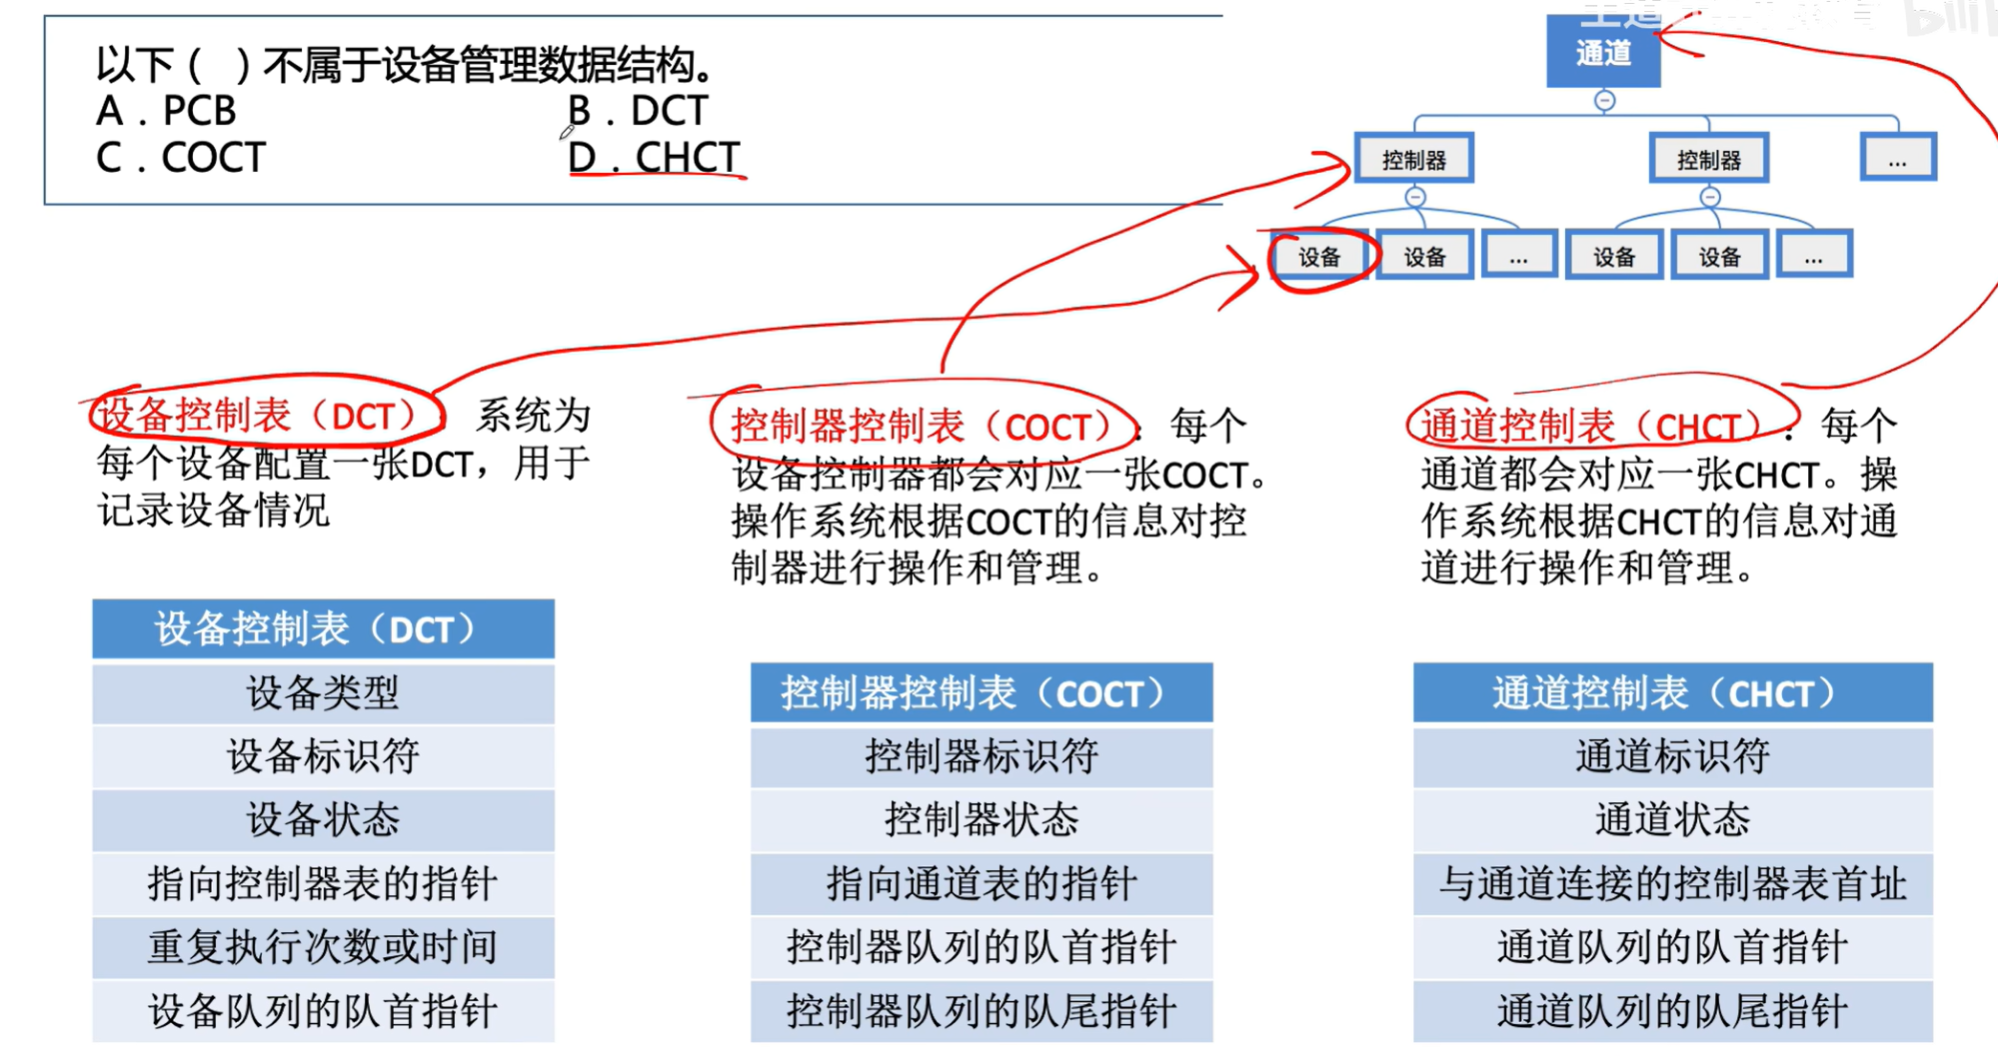 以下（ ）不属于设备管理数据结构。
A．PCB
B．DCT
C．COCT
D．CHCT
通道
控制器
控制器
...
设备
设备
...
设备
设备
...
设备控制表（DCT）： 系统为
每个设备配置一张DCT，用于
记录设备情况
控制器控制表（COCT）：每个
设备控制器都会对应一张COCT。
操作系统根据COCT的信息对控
制器进行操作和管理。
通道控制表（CHCT）：每个
通道都会对应一张CHCT。操
作系统根据CHCT的信息对通
道进行操作和管理。
设备控制表（DCT）
设备类型
设备标识符
设备状态
指向控制器表的指针
重复执行次数或时间
设备队列的队首指针
控制器控制表（COCT）
控制器标识符
控制器状态
指向通道表的指针
控制器队列的队首指针
控制器队列的队尾指针
通道控制表（CHCT）
通道标识符
通道状态
与通道连接的控制器表首址
通道队列的队首指针
通道队列的队尾指针